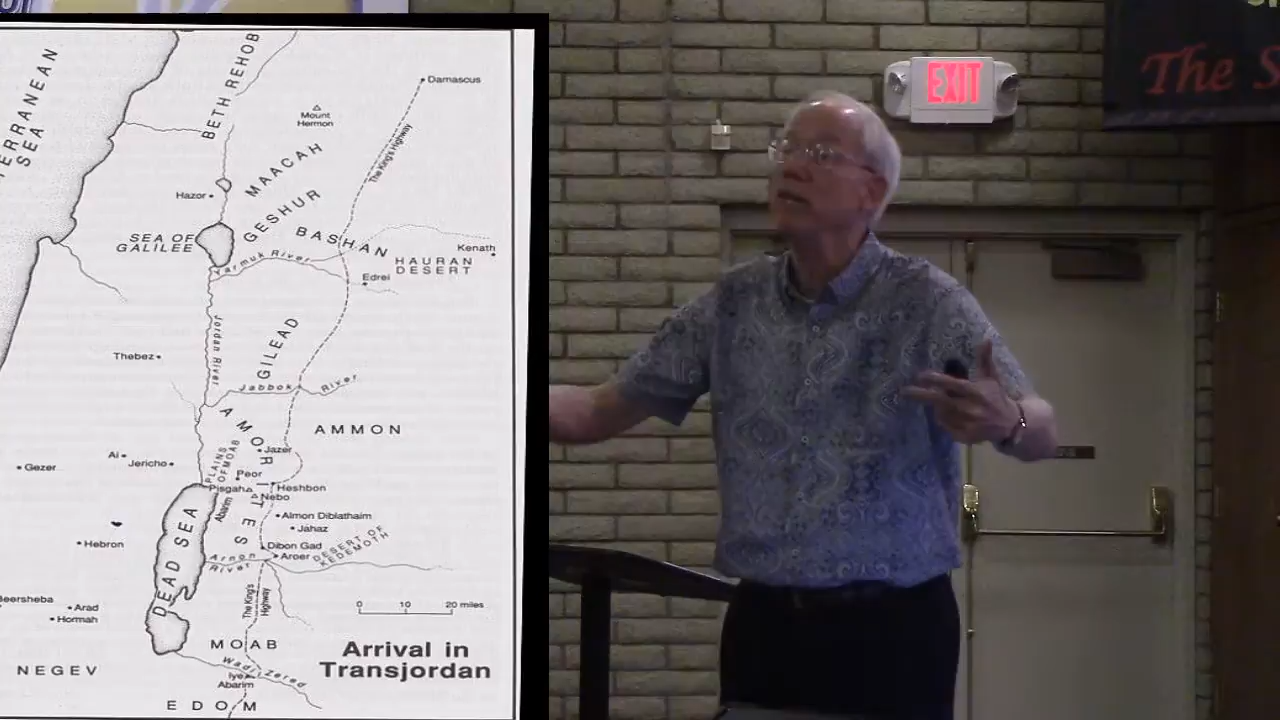 BETH REHOB
Damascus
Mount
Hermon
The King's Highway
MAACAH
Hazor
GESHUR
SEA OF
GALILEE
BASHAN
Kenath
HAURAN
DESERT
Yarmuk River
Edrei
Jordan River
GILEAD
Thebez
Jabbok River
AMORITES
AMMON
Jazer
PLAINS
OF MOAB
Ai
Jericho
Gezer
Peor
Pisgah
Nebo
Heshbon
Abarim
Almon Diblathaim
Jahaz
DEAD SEA
Hebron
Dibon Gad
Aroer
Arnon
River
DESERT OF
KEDEMOTH
Arad
Hormah
The King's
Highway
0 10 20 miles
MOAB
Arrival in
Transjordan
NEGEV
Wadi Zered
Iye
Abarim
EDOM
EXIT
The S